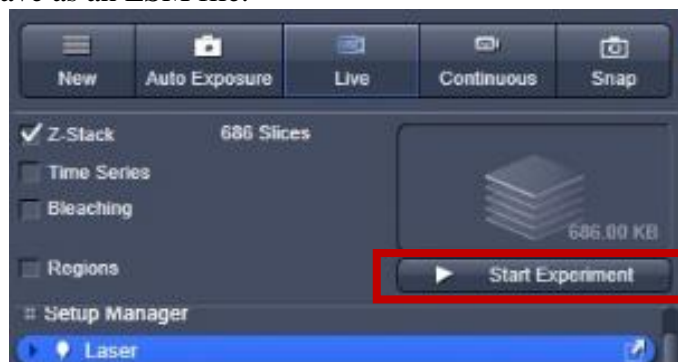 New Auto Exposure Live Continuous Snap
Z-Stack 686 Slices
Time Series
Bleaching
686.00 KB
Regions
Start Experiment
Setup Manager
Laser